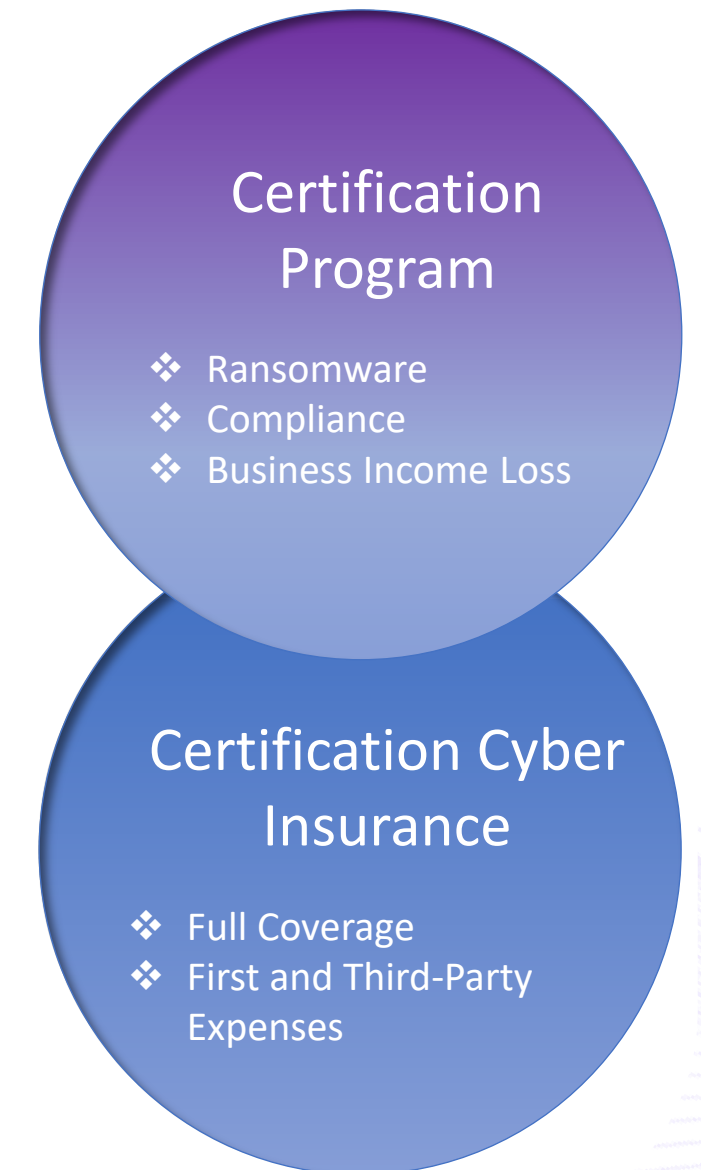 Certification
Program
❖ Ransomware
❖ Compliance
❖ Business Income Loss
Certification Cyber
Insurance
❖ Full Coverage
❖ First and Third-Party
Expenses